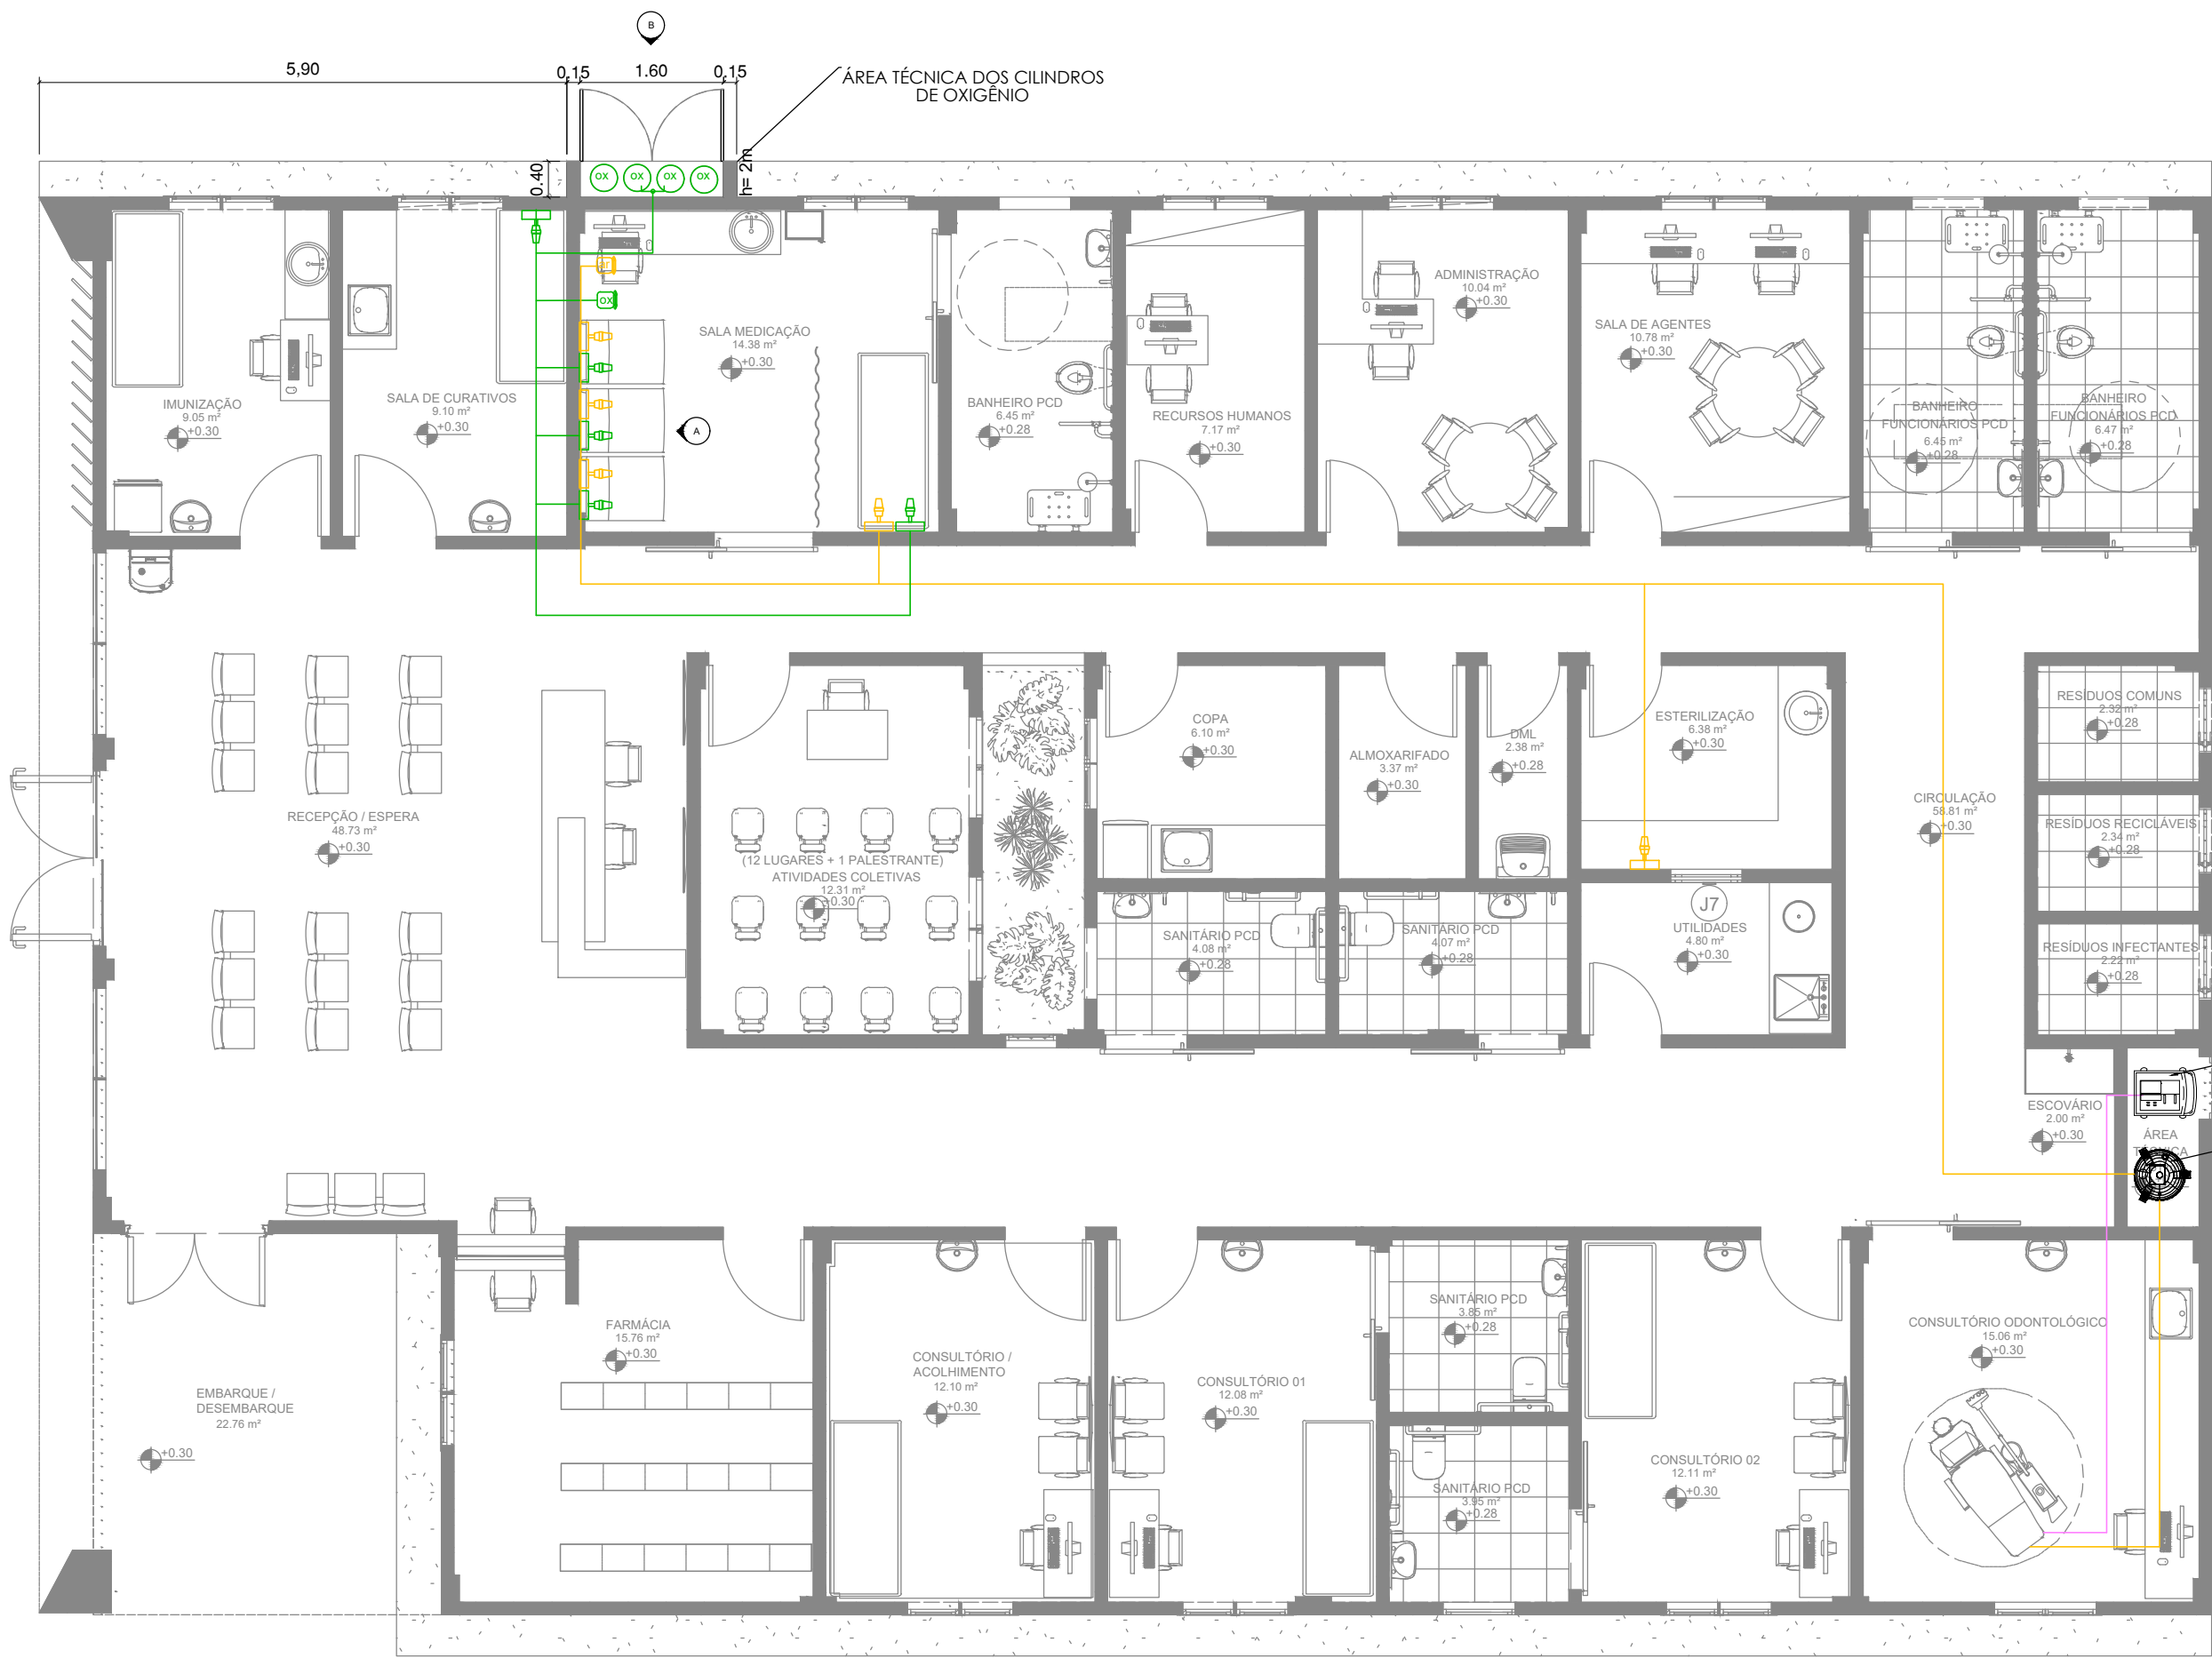 B
5,90
0.15
1.60
0.15
ÁREA TÉCNICA DOS CILINDROS
DE OXIGÊNIO
0.40
OX
OX
OX
OX
h= 2m
ar
OX
IMUNIZAÇÃO
9.05 m²
+0.30
SALA DE CURATIVOS
9.10 m²
+0.30
SALA MEDICAÇÃO
14.38 m²
+0.30
A
BANHEIRO PCD
6.45 m²
+0.28
RECURSOS HUMANOS
7.17 m²
+0.30
ADMINISTRAÇÃO
10.04 m²
+0.30
SALA DE AGENTES
10.78 m²
+0.30
BANHEIRO
FUNCIONÁRIOS PCD
6.45 m²
+0.28
BANHEIRO
FUNCIONÁRIOS PCD
6.47 m²
+0.28
RECEPÇÃO / ESPERA
48.73 m²
+0.30
(12 LUGARES + 1 PALESTRANTE)
ATIVIDADES COLETIVAS
12.31 m²
+0.30
COPA
6.10 m²
+0.30
ALMOXARIFADO
3.37 m²
+0.30
DML
2.38 m²
+0.28
ESTERILIZAÇÃO
6.38 m²
+0.30
CIRCULAÇÃO
58.81 m²
+0.30
RESÍDUOS COMUNS
2.32 m²
+0.28
RESÍDUOS RECICLÁVEIS
2.34 m²
+0.28
RESÍDUOS INFECTANTES
2.22 m²
+0.28
SANITÁRIO PCD
4.08 m²
+0.28
SANITÁRIO PCD
4.07 m²
+0.28
J7
UTILIDADES
4.80 m²
+0.30
ESCOVÁRIO
2.00 m²
+0.30
ÁREA
TÉCNICA
EMBARQUE /
DESEMBARQUE
22.76 m²
+0.30
FARMÁCIA
15.76 m²
+0.30
CONSULTÓRIO /
ACOLHIMENTO
12.10 m²
+0.30
CONSULTÓRIO 01
12.08 m²
+0.30
SANITÁRIO PCD
3.85 m²
+0.28
SANITÁRIO PCD
3.95 m²
+0.28
CONSULTÓRIO 02
12.11 m²
+0.30
CONSULTÓRIO ODONTOLÓGICO
15.06 m²
+0.30